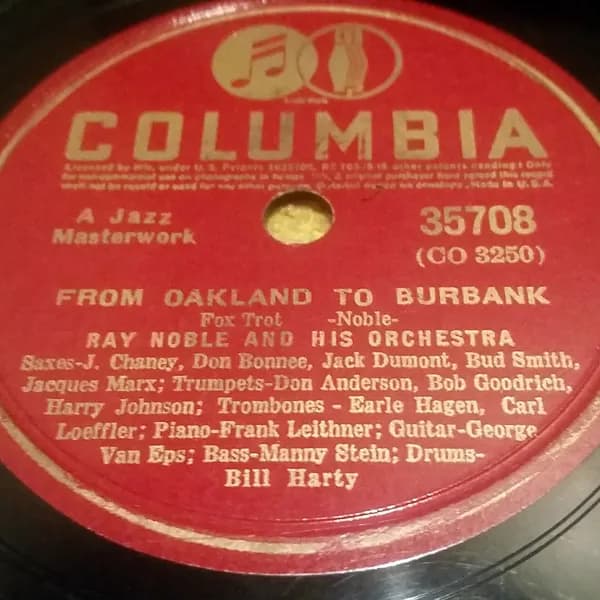 COLUMBIA
A Jazz
Masterwork
35708
(CO 3250)
FROM OAKLAND TO BURBANK
Fox Trot -Noble-
RAY NOBLE AND HIS ORCHESTRA
Saxes-J. Chaney, Don Bonnee, Jack Dumont, Bud Smith,
Jacques Marx; Trumpets-Don Anderson, Bob Goodrich,
Harry Johnson; Trombones - Earle Hagen, Carl
Loeffler; Piano-Frank Leithner; Guitar-George
Van Eps; Bass-Manny Stein; Drums-
Bill Harty